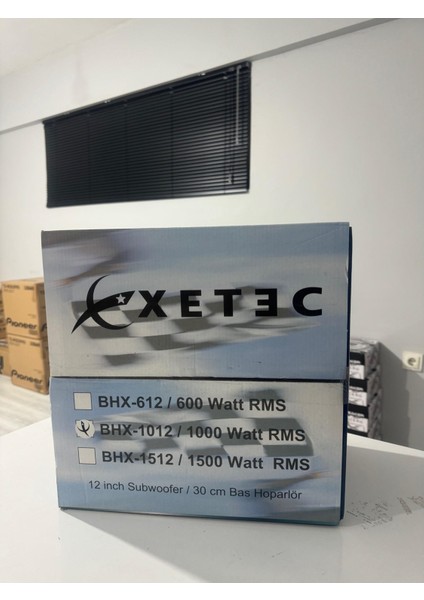 EXETEC
BHX-612 / 600 Watt RMS
BHX-1012 / 1000 Watt RMS
BHX-1512 / 1500 Watt RMS
12 inch Subwoofer / 30 cm Bas Hoparlör
Pioneer